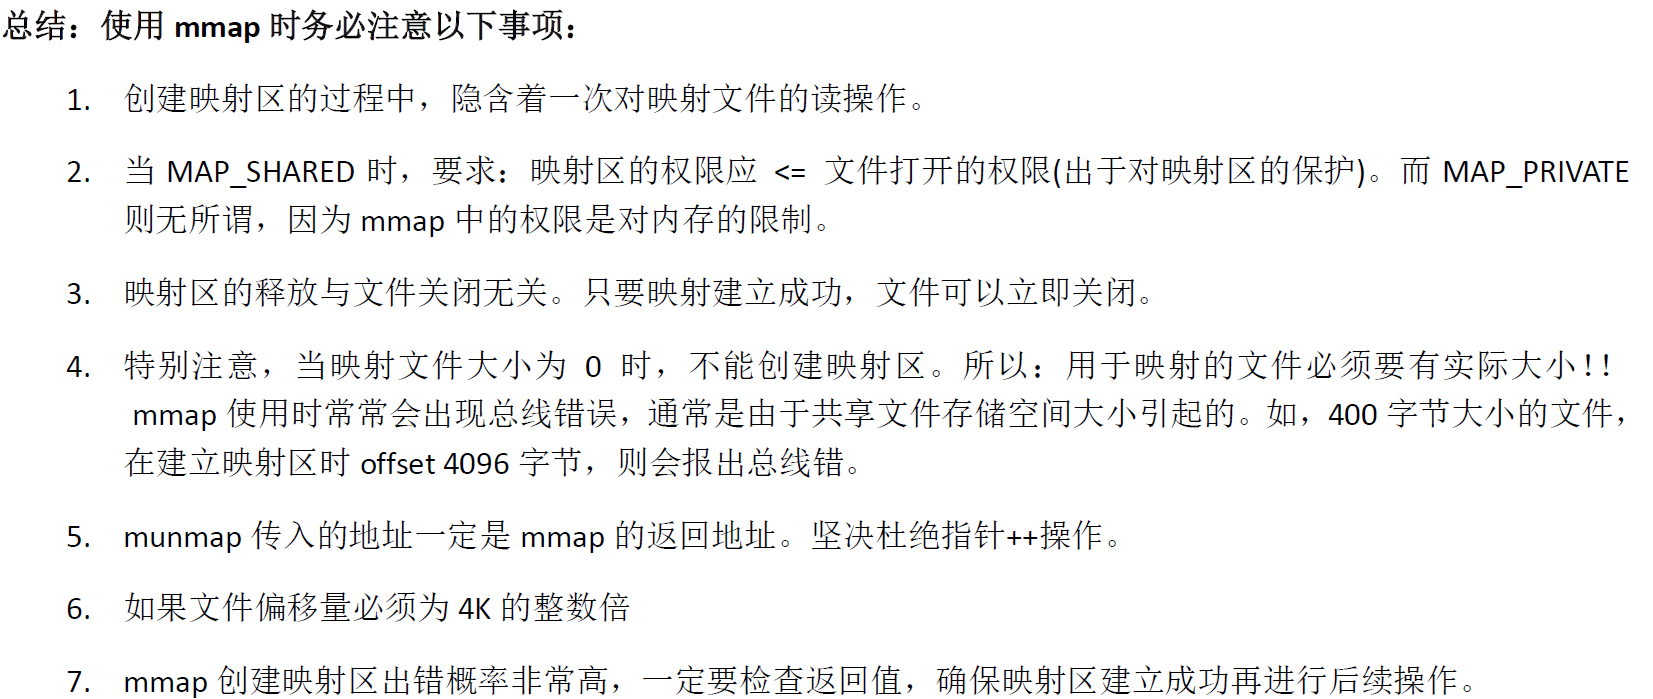 总结：使用 mmap 时务必注意以下事项：
1. 创建映射区的过程中，隐含着一次对映射文件的读操作。
2. 当 MAP_SHARED 时，要求：映射区的权限应 <= 文件打开的权限(出于对映射区的保护)。而 MAP_PRIVATE
则无所谓，因为 mmap 中的权限是对内存的限制。
3. 映射区的释放与文件关闭无关。只要映射建立成功，文件可以立即关闭。
4. 特别注意，当映射文件大小为 0 时，不能创建映射区。所以：用于映射的文件必须要有实际大小！！
mmap 使用时常常会出现总线错误，通常是由于共享文件存储空间大小引起的。如，400 字节大小的文件，
在建立映射区时 offset 4096 字节，则会报出总线错。
5. munmap 传入的地址一定是 mmap 的返回地址。坚决杜绝指针++操作。
6. 如果文件偏移量必须为 4K 的整数倍
7. mmap 创建映射区出错概率非常高，一定要检查返回值，确保映射区建立成功再进行后续操作。